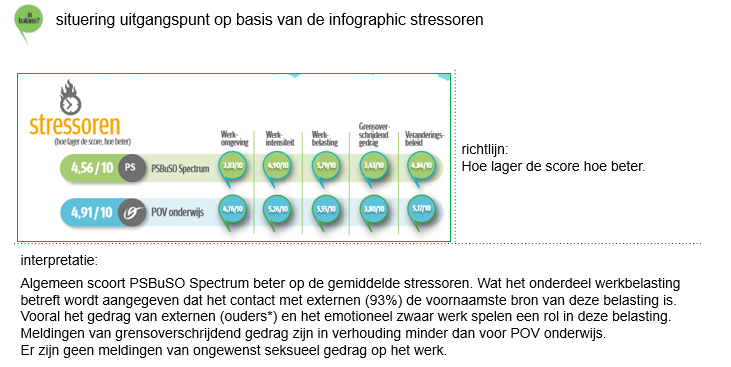 in
balans?
situering uitgangspunt op basis van de infographic stressoren
stressoren
(hoe lager de score, hoe beter)
Werk-
omgeving
Werk-
intensiteit
Werk-
belasting
Grensover-
schrijdend
gedrag
Veranderings-
beleid
4,56/10 PS PSBuSO Spectrum 3,83/10 4,90/10 5,29/10 3,43/10 4,84/10
4,91/10 POV onderwijs 4,76/10 5,26/10 5,55/10 3,80/10 5,17/10
richtlijn:
Hoe lager de score hoe beter.
interpretatie:
Algemeen scoort PSBuSO Spectrum beter op de gemiddelde stressoren. Wat het onderdeel werkbelasting
betreft wordt aangegeven dat het contact met externen (93%) de voornaamste bron van deze belasting is.
Vooral het gedrag van externen (ouders*) en het emotioneel zwaar werk spelen een rol in deze belasting.
Meldingen van grensoverschrijdend gedrag zijn in verhouding minder dan voor POV onderwijs.
Er zijn geen meldingen van ongewenst seksueel gedrag op het werk.